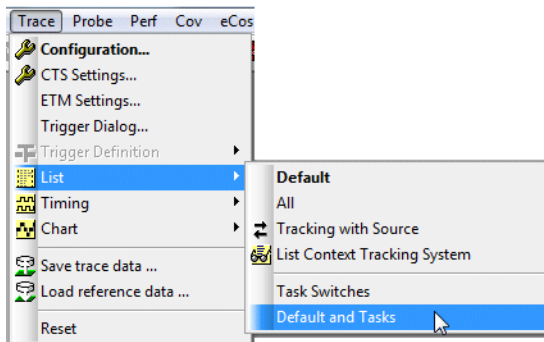 Trace Probe Perf Cov eCos
Configuration...
CTS Settings...
ETM Settings...
Trigger Dialog...
Trigger Definition
List
Timing
Chart
Save trace data ...
Load reference data ...
Reset
Default
All
Tracking with Source
List Context Tracking System
Task Switches
Default and Tasks